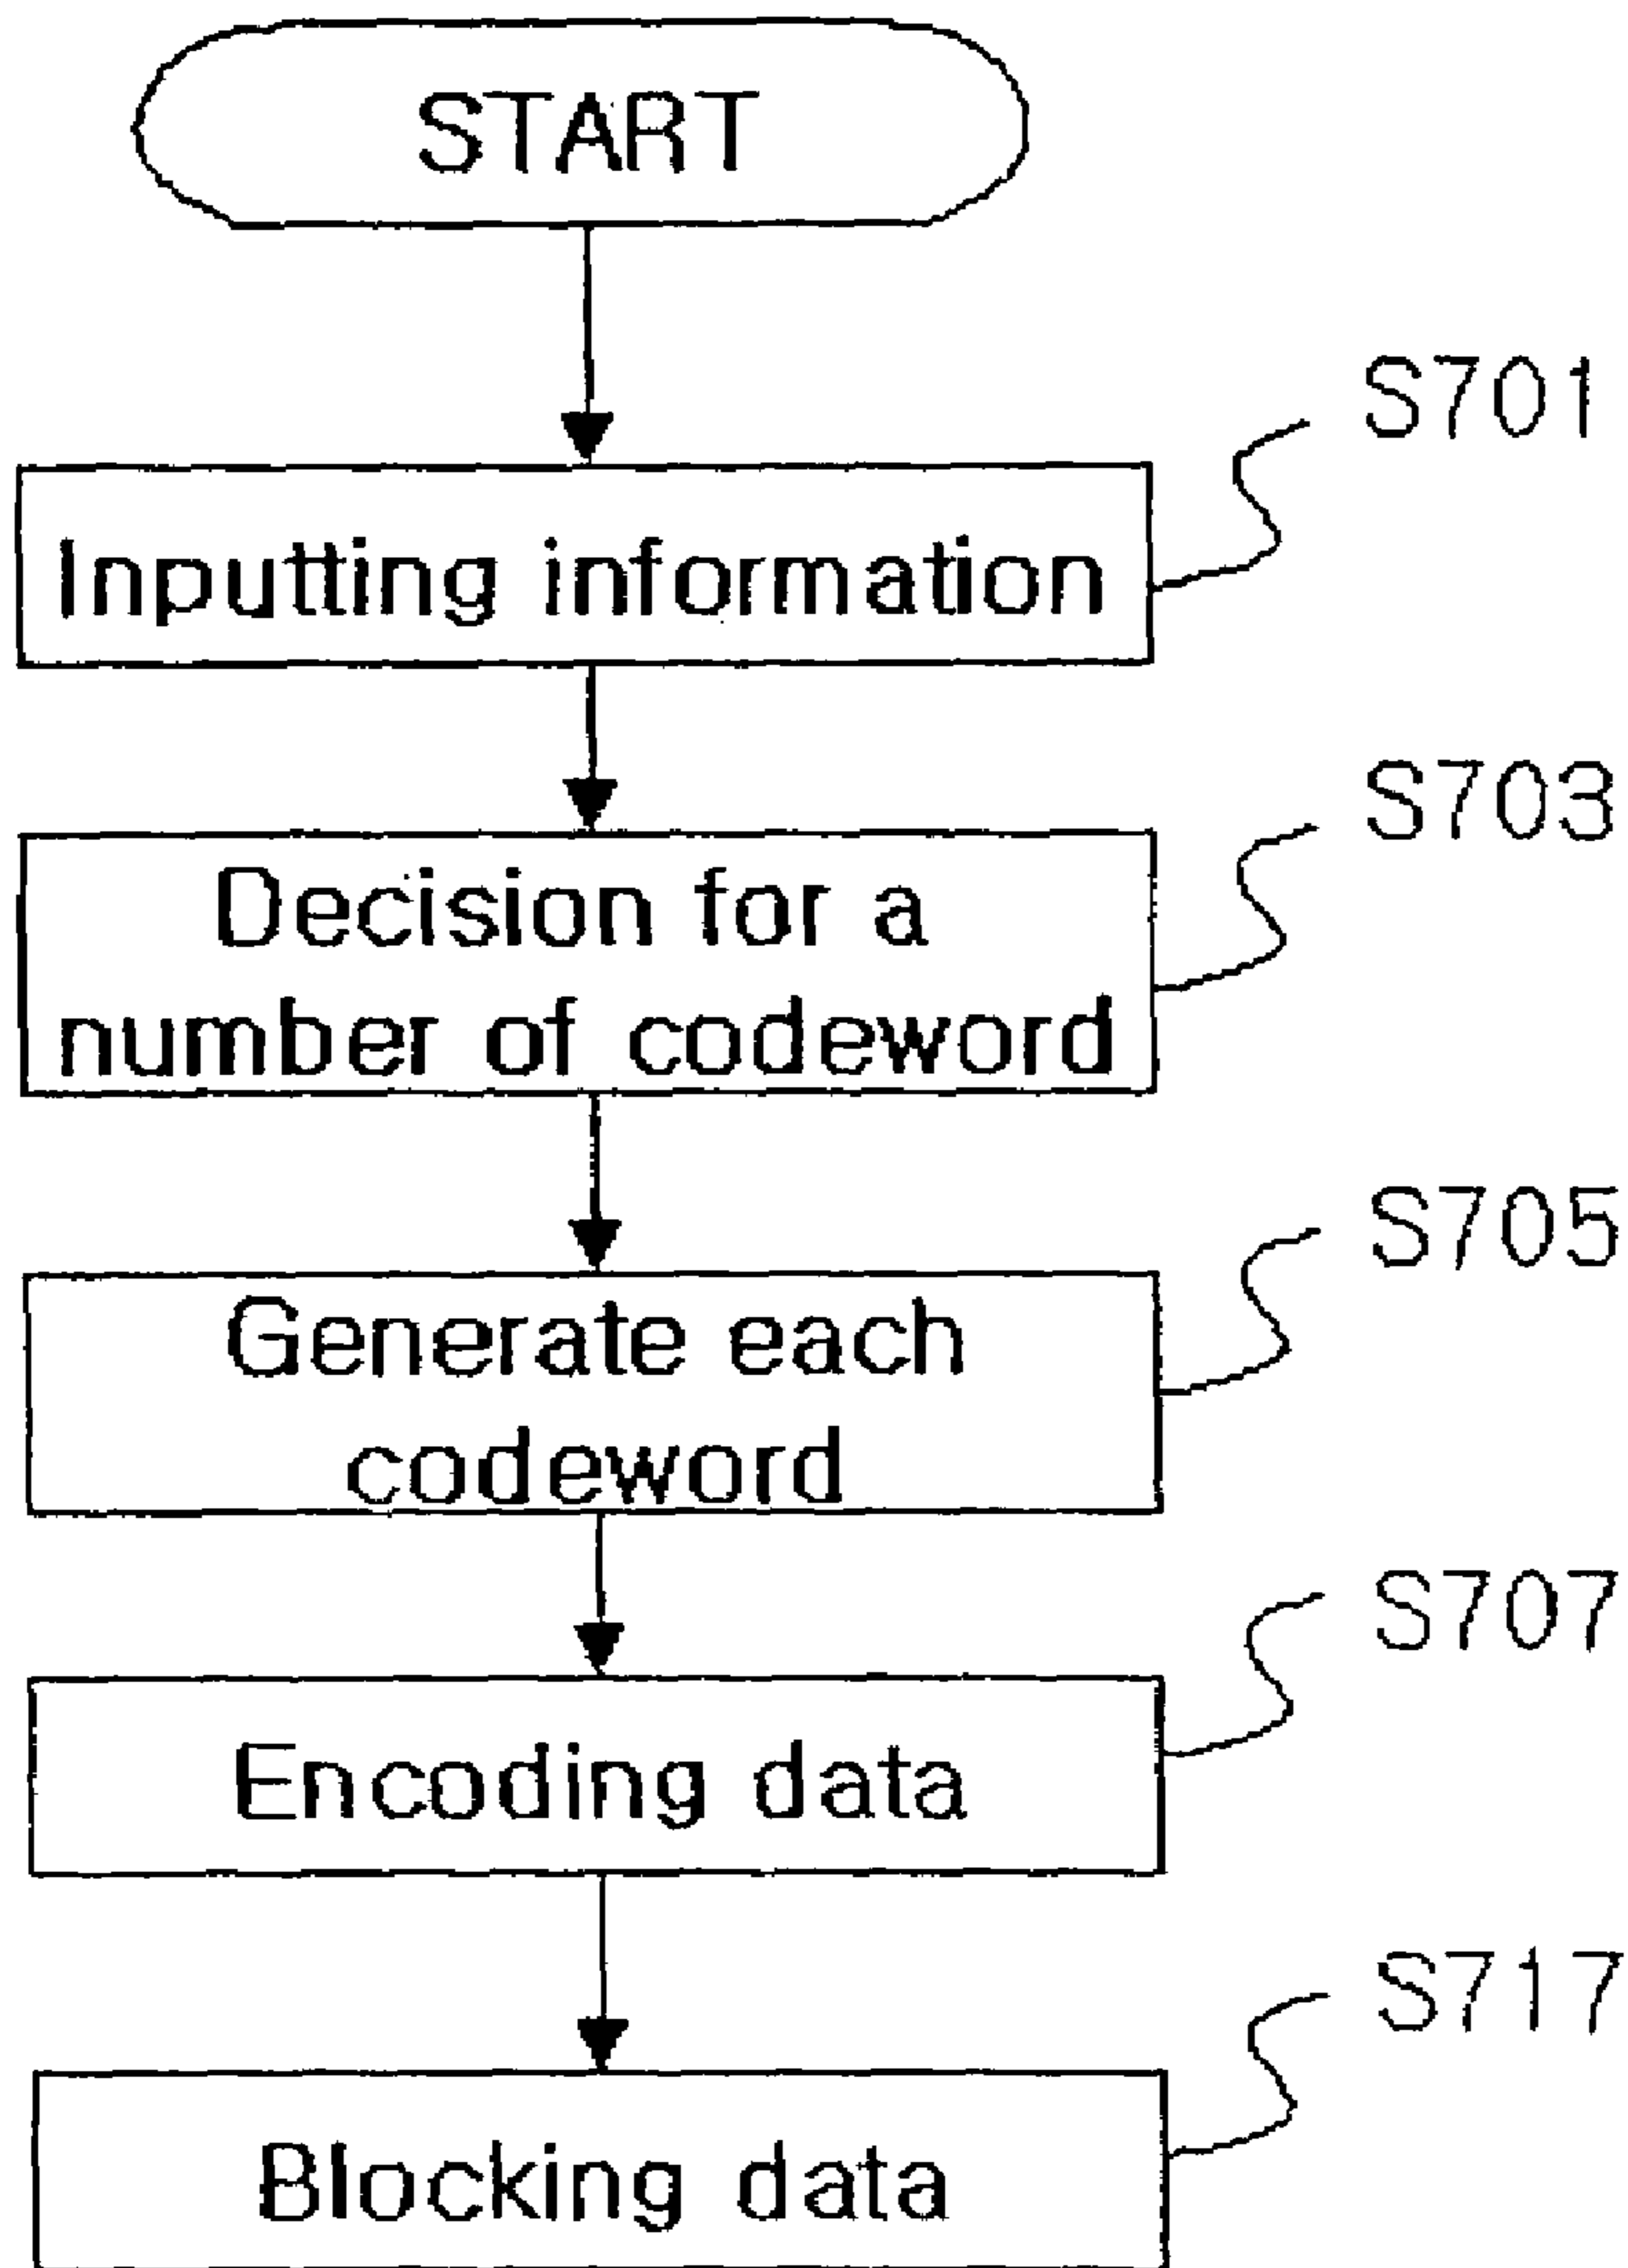 START
S701
Inputting information
S703
Decision for a
number of codeword
S705
Generate each
codeword
S707
Encoding data
S717
Blocking data